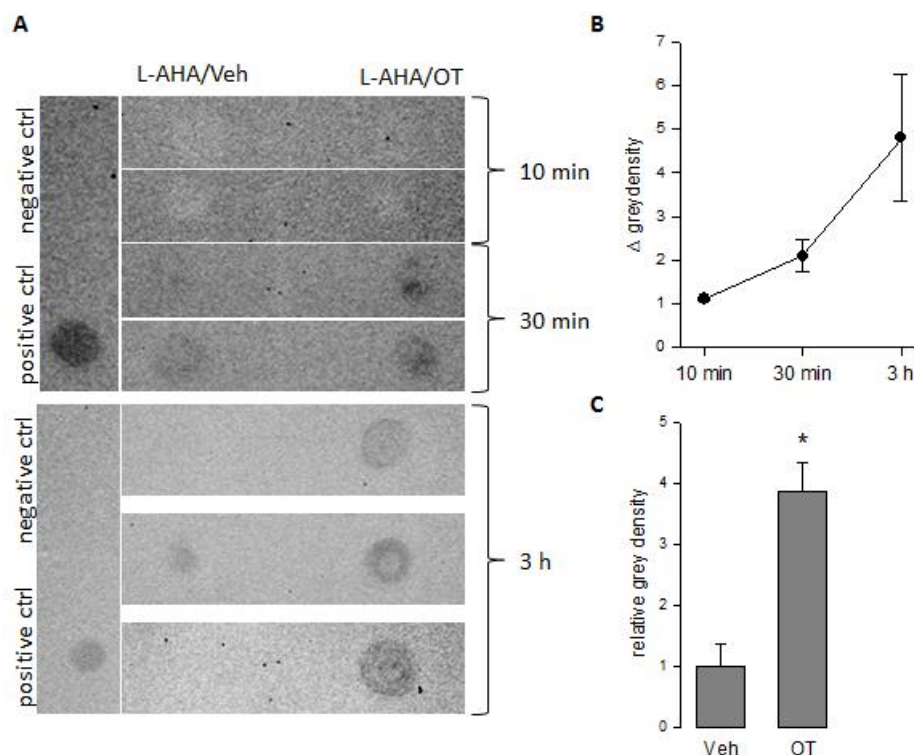 A
L-AHA/Veh L-AHA/OT
negative ctrl
positive ctrl
10 min
30 min
negative ctrl
positive ctrl
3 h
B
Δ greydensity
7
6
5
4
3
2
1
0
10 min 30 min 3 h
C
relative grey density
5
4
3
2
1
0
*
Veh OT